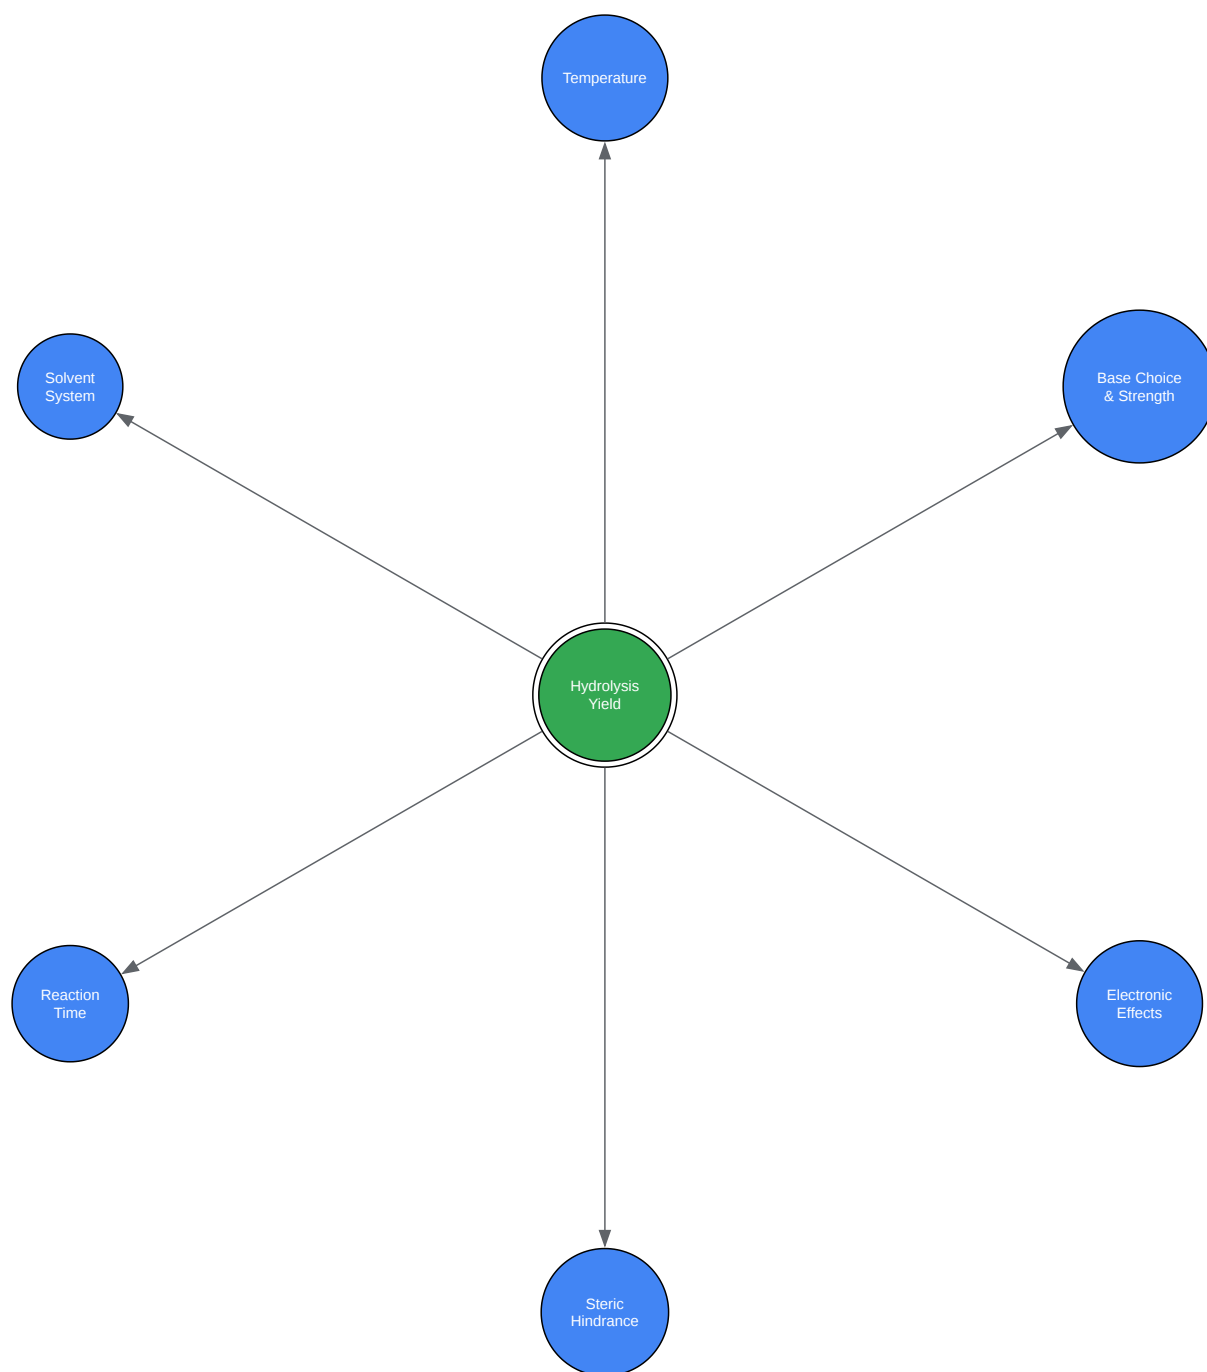 Temperature
Solvent
System
Base Choice
& Strength
Hydrolysis
Yield
Reaction
Time
Electronic
Effects
Steric
Hindrance